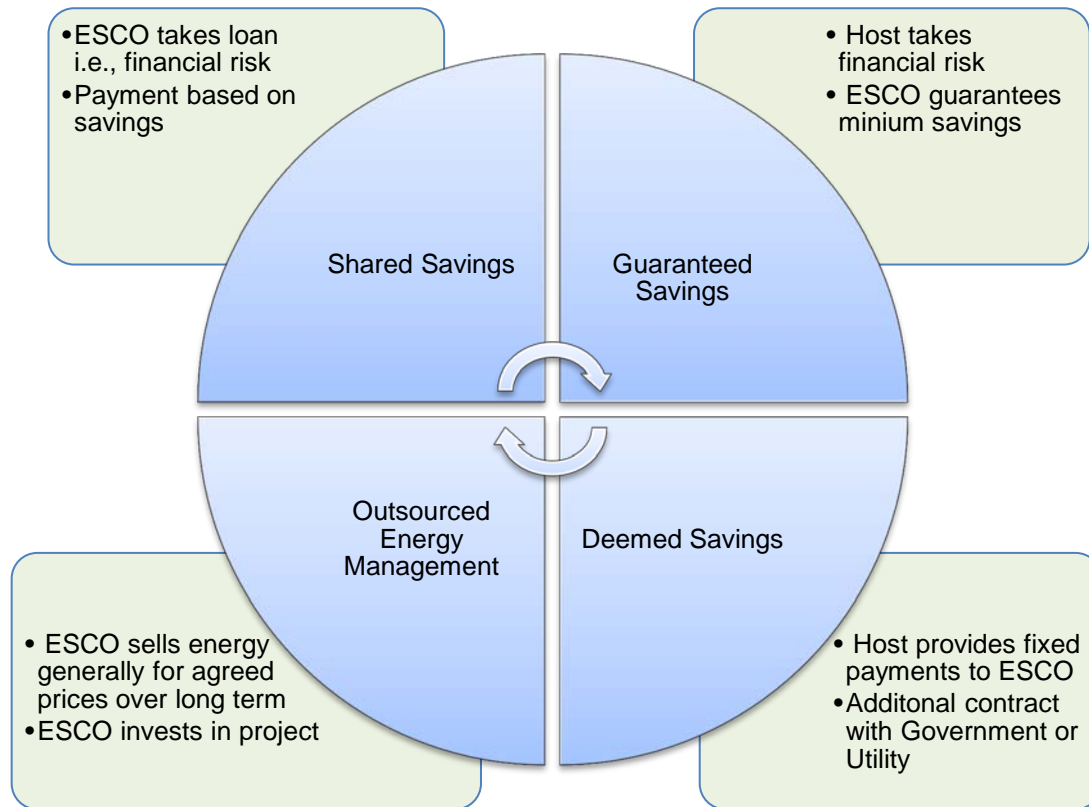 •ESCO takes loan
i.e., financial risk
•Payment based on
savings
• Host takes
financial risk
• ESCO guarantees
minium savings
Shared Savings
Guaranteed
Savings
Outsourced
Energy
Management
Deemed Savings
• ESCO sells energy
generally for agreed
prices over long term
•ESCO invests in project
• Host provides fixed
payments to ESCO
•Additonal contract
with Government or
Utility